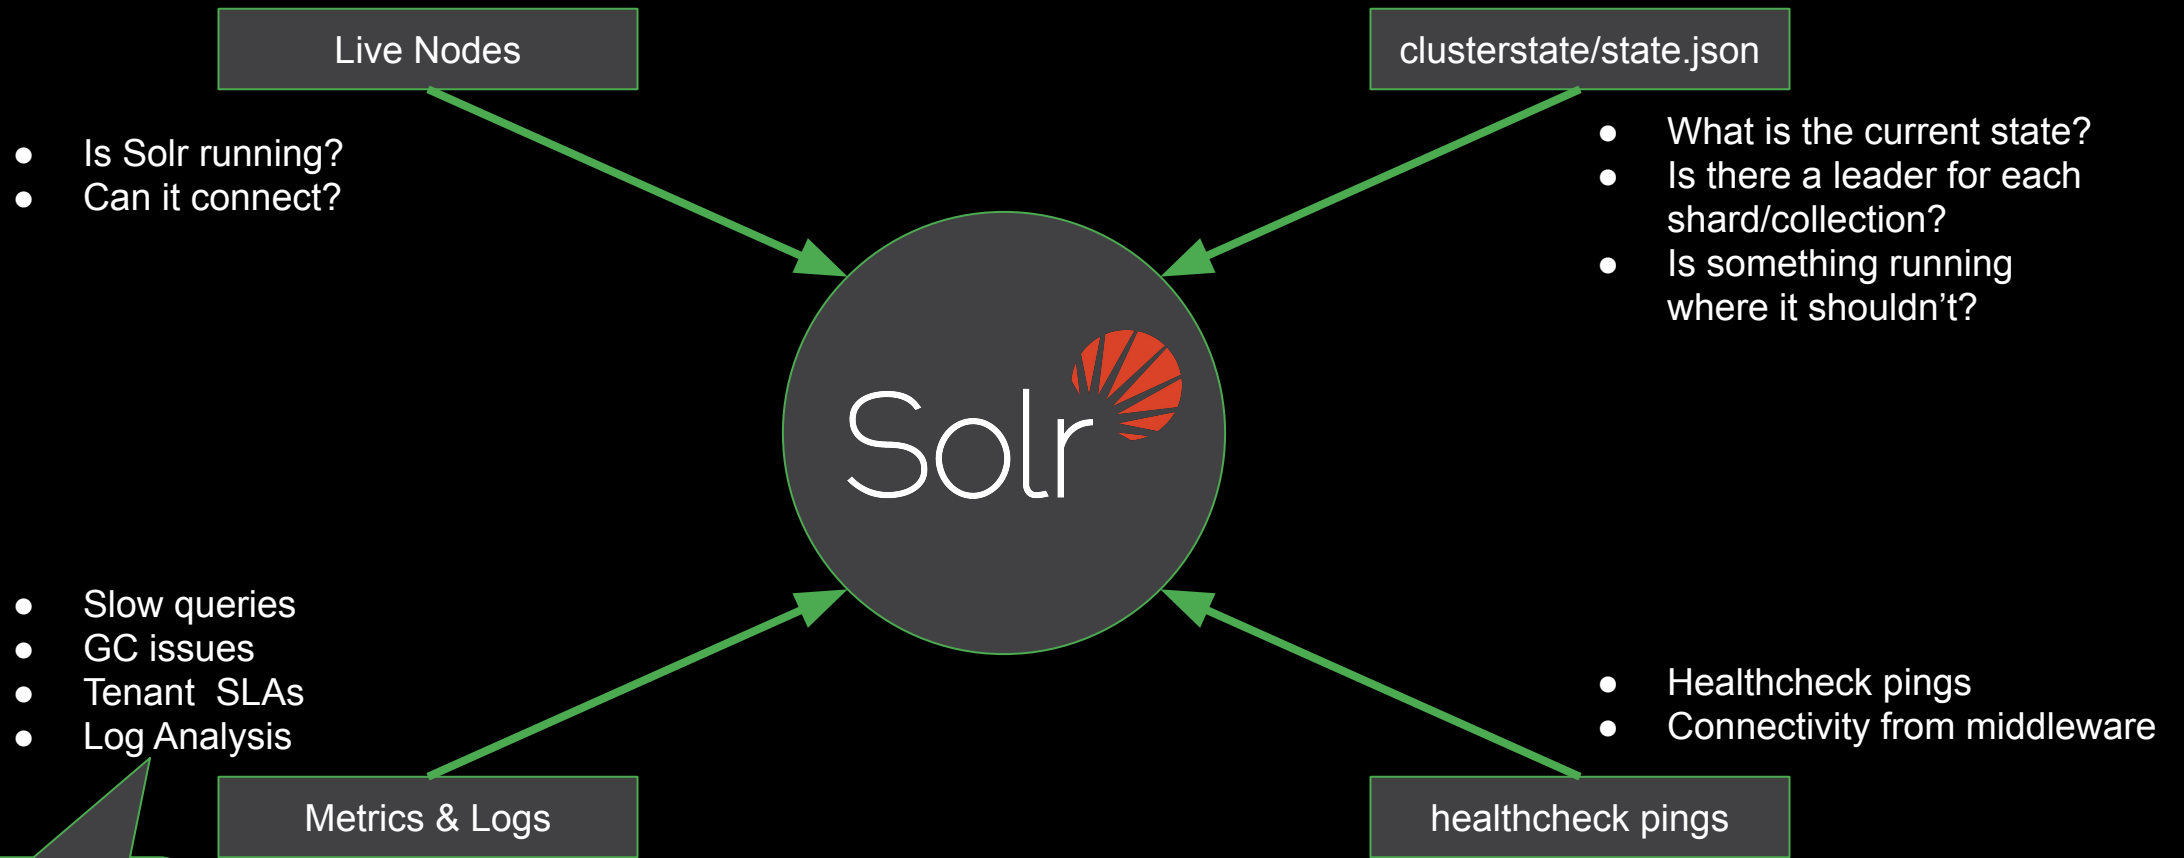 Live Nodes
clusterstate/state.json
● Is Solr running?
● Can it connect?
● What is the current state?
● Is there a leader for each
shard/collection?
● Is something running
where it shouldn’t?
Solr
● Slow queries
● GC issues
● Tenant  SLAs
● Log Analysis
● Healthcheck pings
● Connectivity from middleware
Metrics & Logs
healthcheck pings